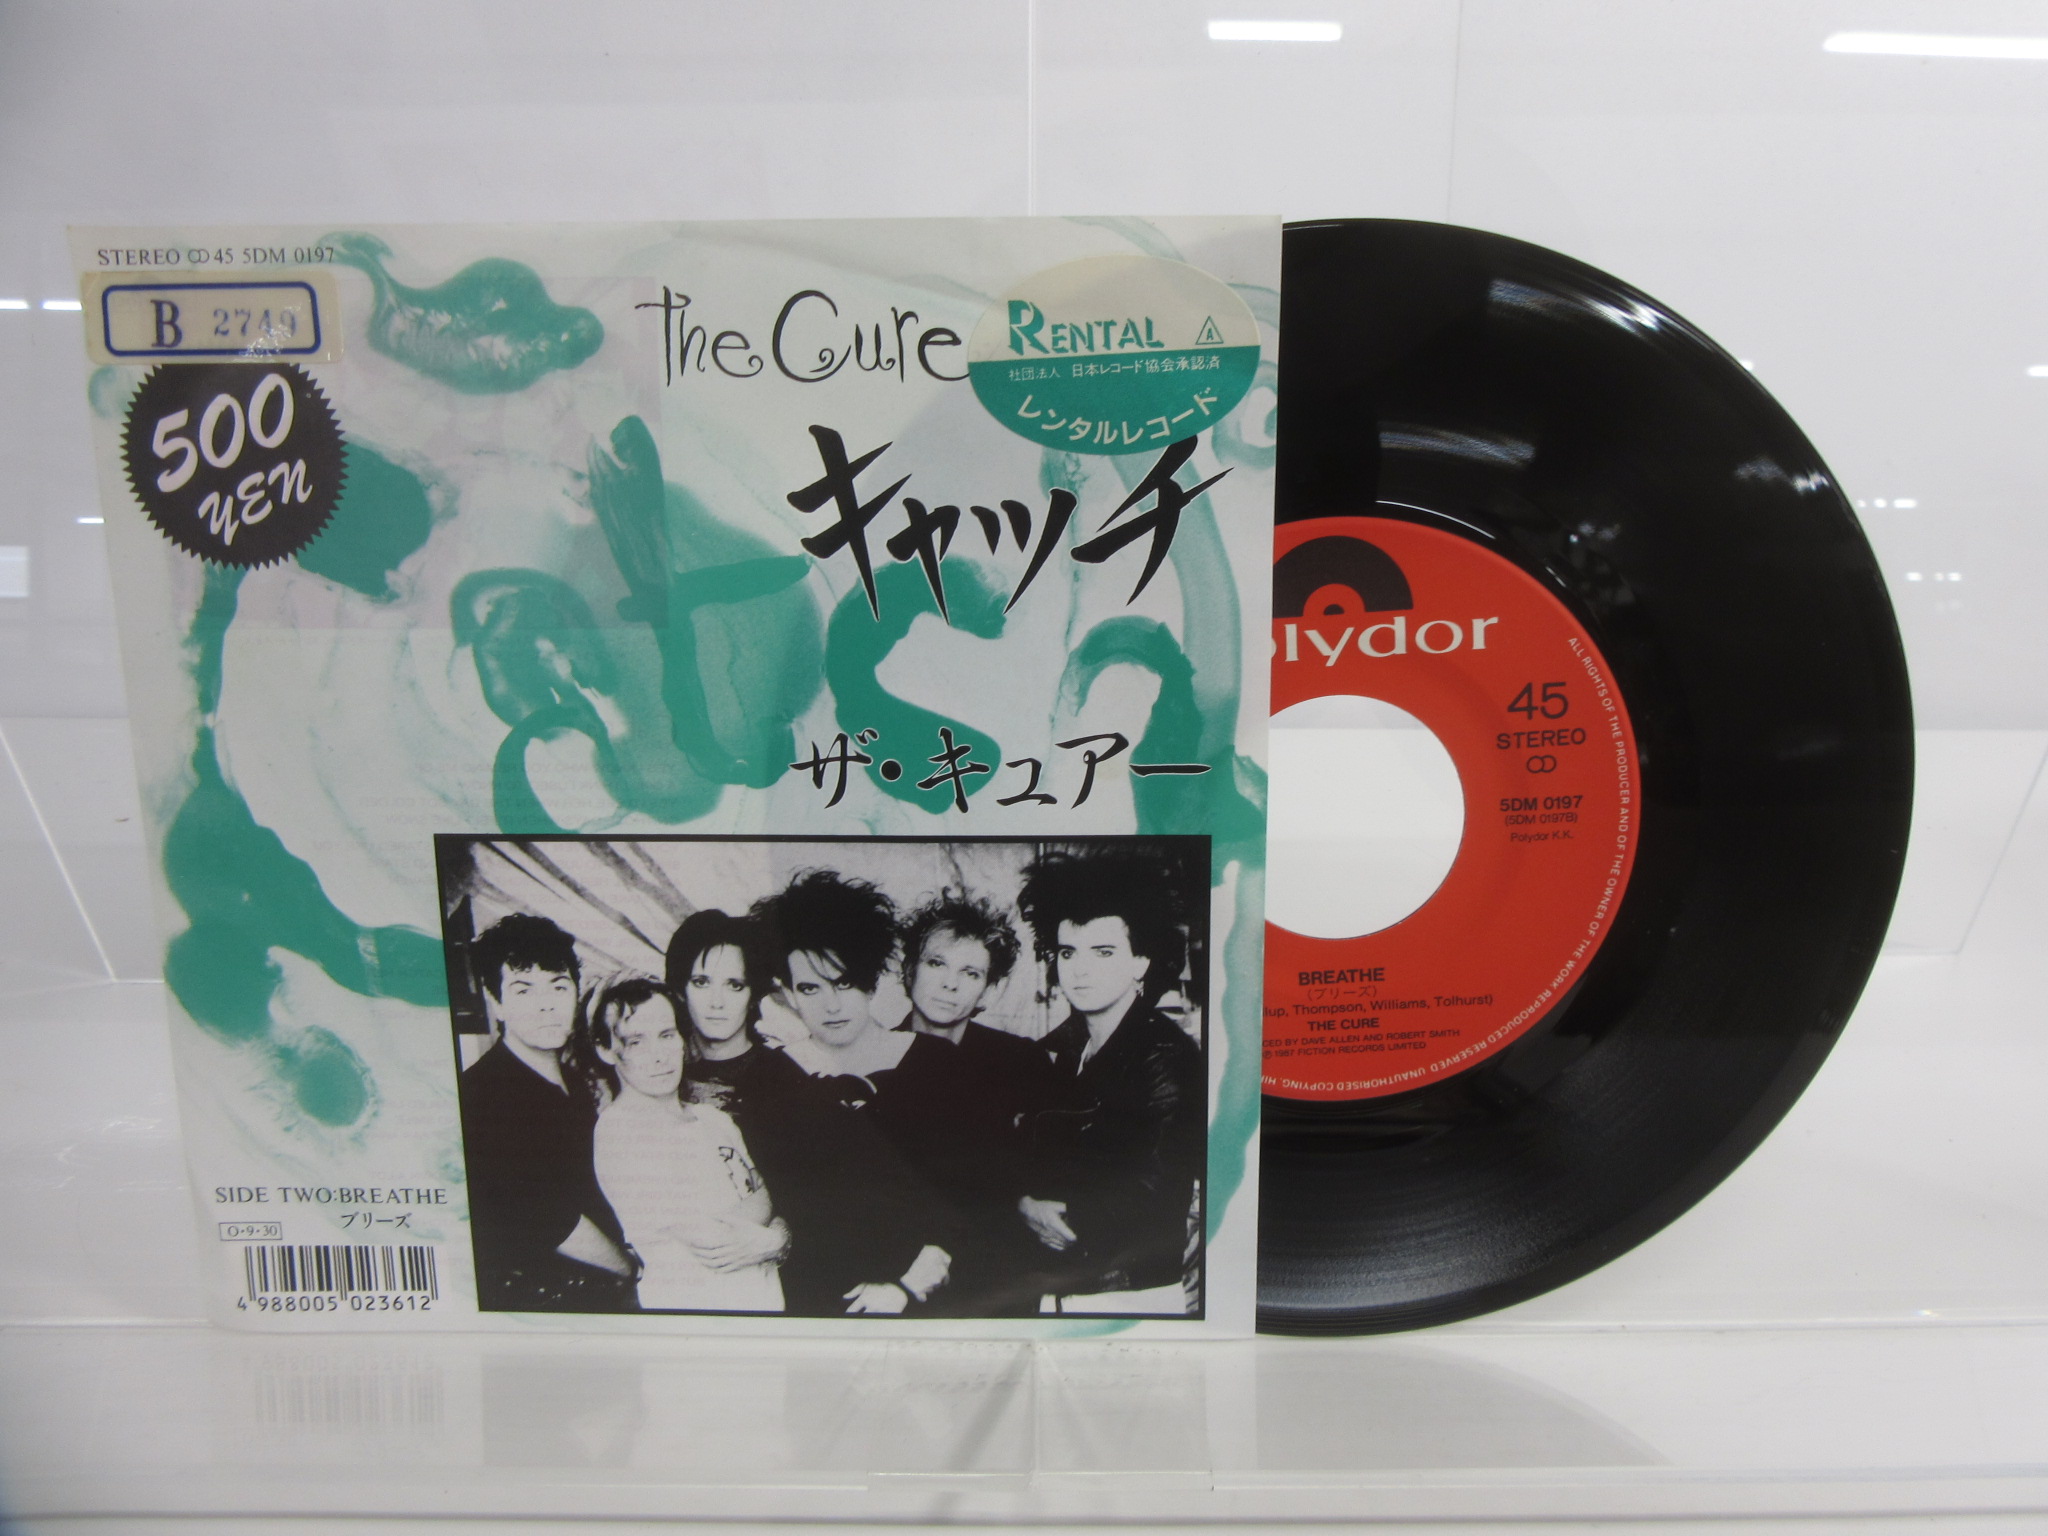 STEREO 45 5DM 0197
B 2749
500
YEN
The Cure
RENTAL
A
社団法人 日本レコード協会承認済
レンタルレコード
キャッチ
Catch
ザ・キュアー
SIDE TWO:BREATHE
ブリーズ
O・9・30
4 988005 023612
olydor
45
STEREO
5DM 0197
(5DM 0197B)
Polydor K.K.
BREATHE
(ブリーズ)
lup, Thompson, Williams, Tolhurst)
THE CURE
CED BY DAVE ALLEN AND ROBERT SMITH
Ⓟ 1987 FICTION RECORDS LIMITED
ALL RIGHTS OF THE PRODUCER AND OF THE OWNER OF THE WORK REPRODUCED RESERVED UNAUTHORISED COPYING, HI